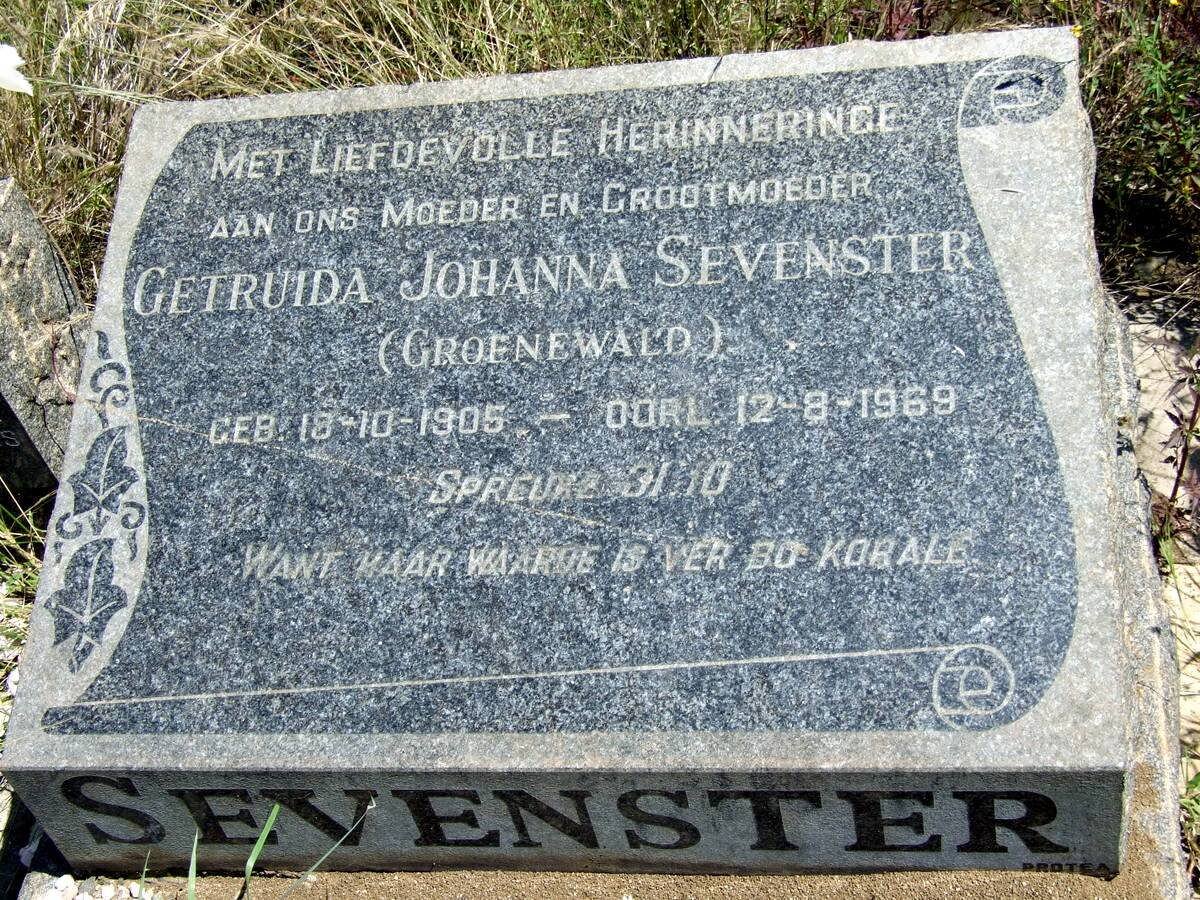 MET LIEFDEVOLLE HERINNERINGE
AAN ONS MOEDER EN GROOTMOEDER
GETRUIDA JOHANNA SEVENSTER
(GROENEWALD)
GEB. 18-10-1905 - OORL. 12-8-1969
SPREUKE 31:10
WANT HAAR WAARDE IS VER BO KORALE
SEVENSTER
PROTEA